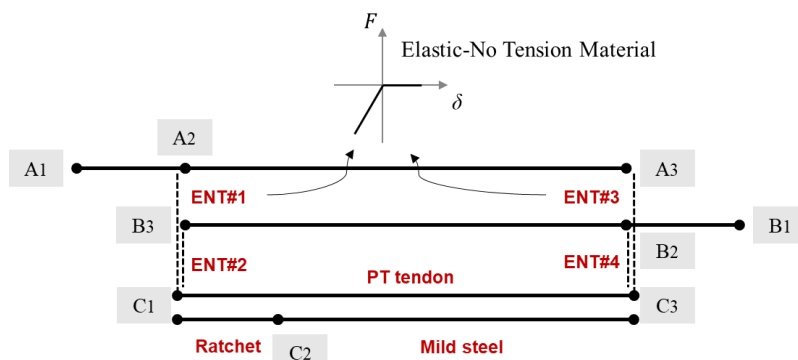 F
Elastic-No Tension Material
δ
A2
A1
A3
ENT#1
ENT#3
B3
B1
ENT#2
ENT#4
B2
PT tendon
C1
C3
Ratchet
Mild steel
C2